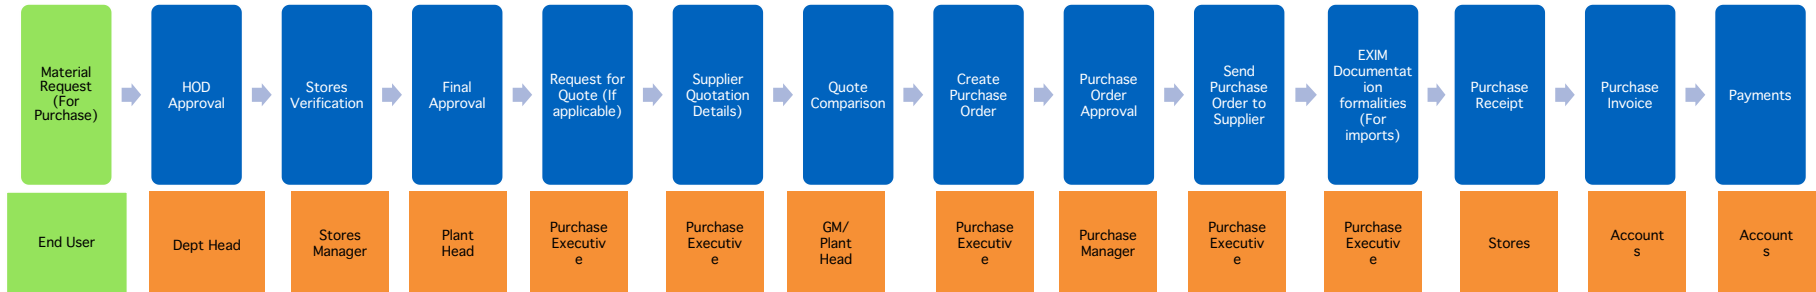 Material
Request
(For
Purchase)
HOD
Approval
Stores
Verification
Final
Approval
Request for
Quote (If
applicable)
Supplier
Quotation
Details)
Quote
Comparison
Create
Purchase
Order
Purchase
Order
Approval
Send
Purchase
Order to
Supplier
EXIM
Documentat
ion
formalities
(For
imports)
Purchase
Receipt
Purchase
Invoice
Payments
End User
Dept Head
Stores
Manager
Plant
Head
Purchase
Executiv
e
Purchase
Executiv
e
GM/
Plant
Head
Purchase
Executiv
e
Purchase
Manager
Purchase
Executiv
e
Purchase
Executiv
e
Stores
Account
s
Account
s